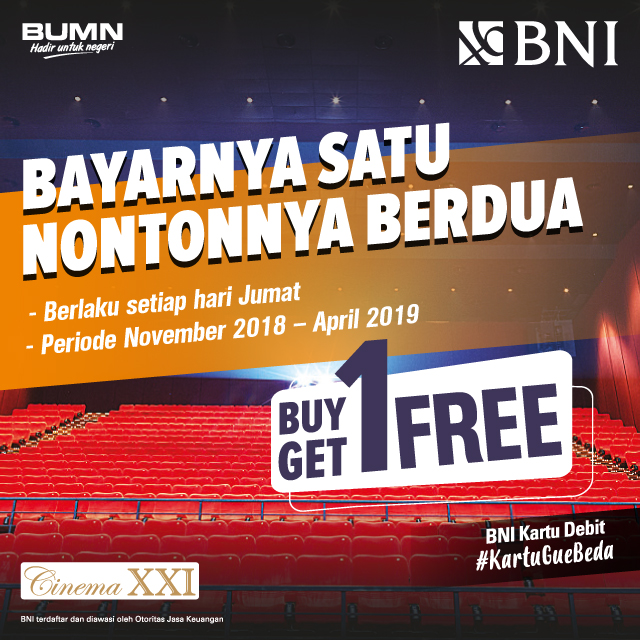 BUMN
Hadir untuk negeri
BNI
BAYARNYA SATU
NONTONNYA BERDUA
- Berlaku setiap hari Jumat
- Periode November 2018 – April 2019
BUY 1 FREE
GET
BNI Kartu Debit
#KartuGueBeda
Cinema XXI
BNI terdaftar dan diawasi oleh Otoritas Jasa Keuangan